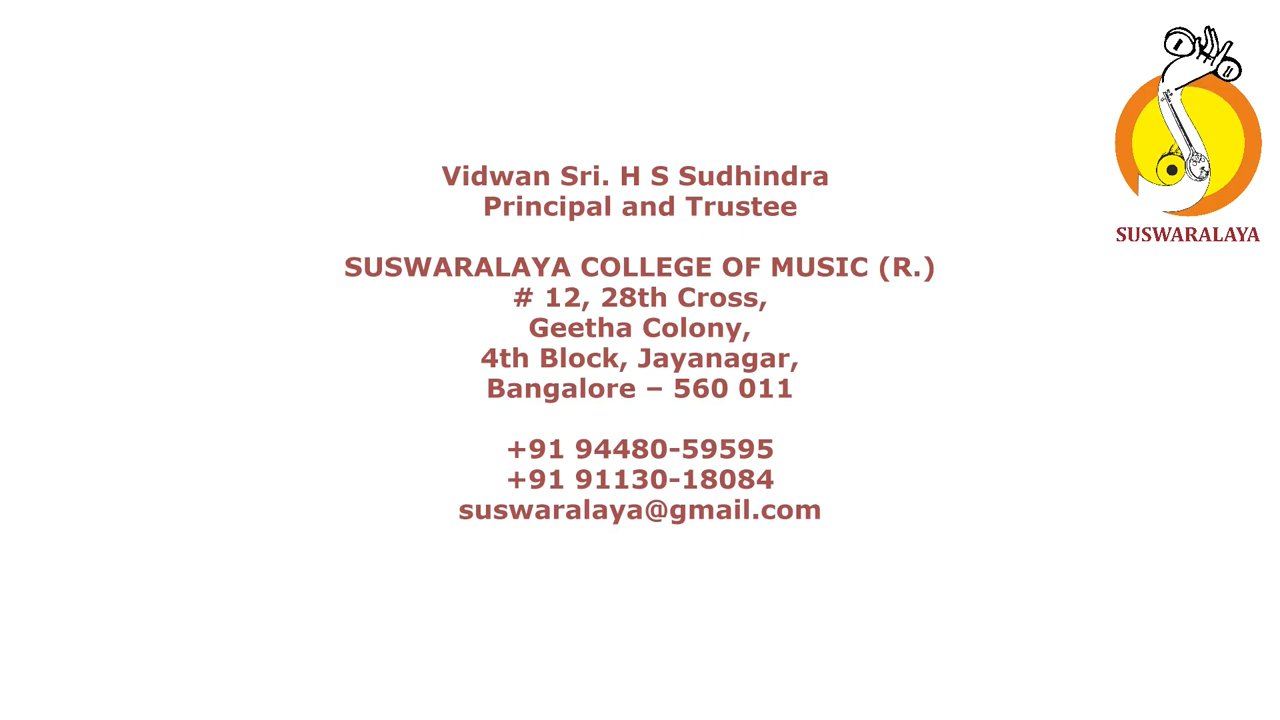 Vidwan Sri. H S Sudhindra
Principal and Trustee
SUSWARALAYA COLLEGE OF MUSIC (R.)
# 12, 28th Cross,
Geetha Colony,
4th Block, Jayanagar,
Bangalore – 560 011
+91 94480-59595
+91 91130-18084
suswaralaya@gmail.com
SUSWARALAYA